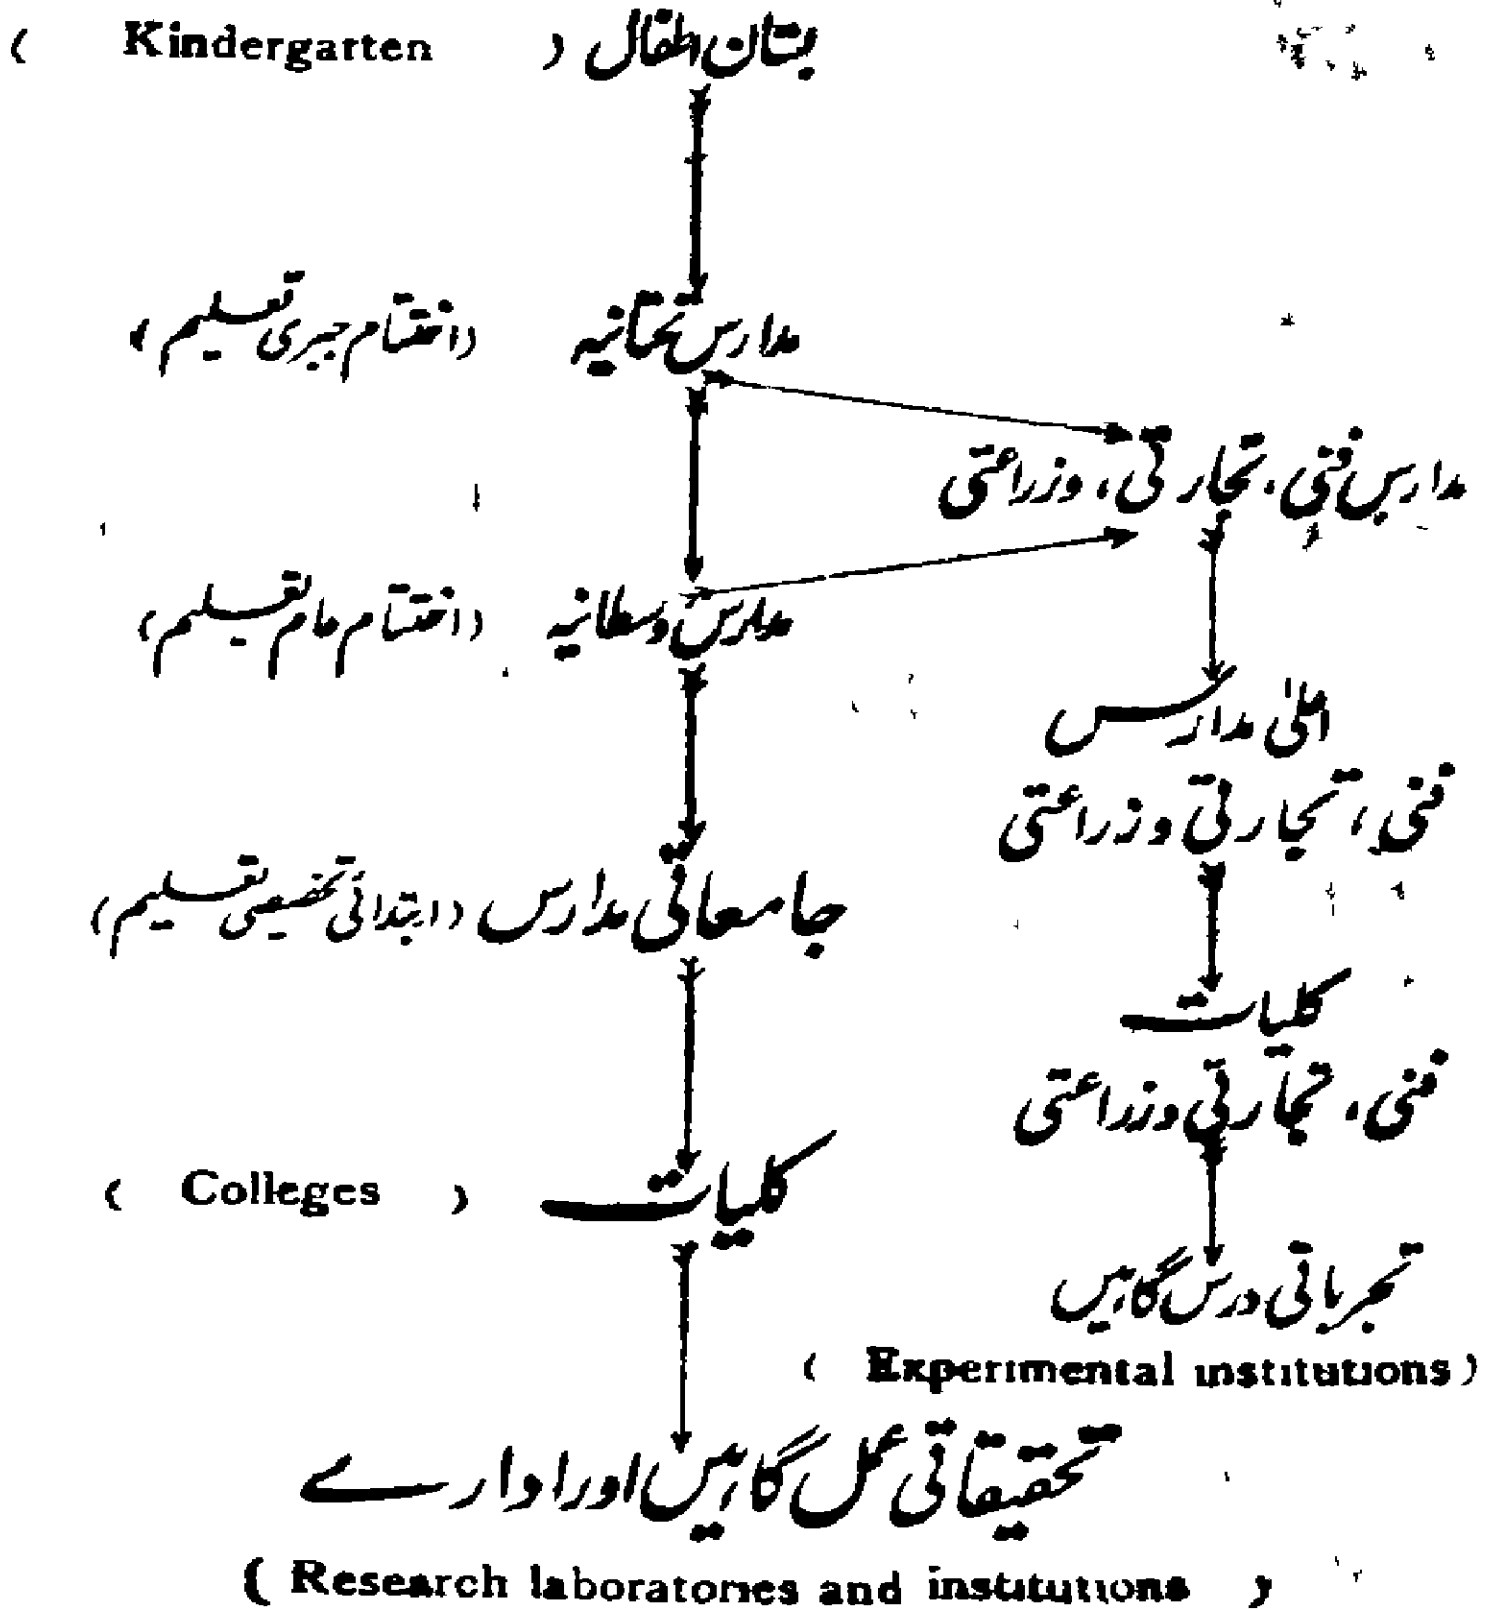 بستان اطفال ( Kindergarten )
مدارس تحتانیہ (اختتام جبری تعلیم)
مدارس فنی، تجارتی، وزراعتی
مدارس وسطانیہ (اختتام عام تعلیم)
اعلیٰ مدارس
فنی، تجارتی وزراعتی
جامعاتی مدارس (ابتدائی تخصیصی تعلیم)
کلیات
فنی، تجارتی وزراعتی
کلیات ( Colleges )
تجرباتی درس گاہیں
( Experimental institutions )
تحقیقاتی عمل گاہیں اور ادارے
( Research laboratories and institutions )